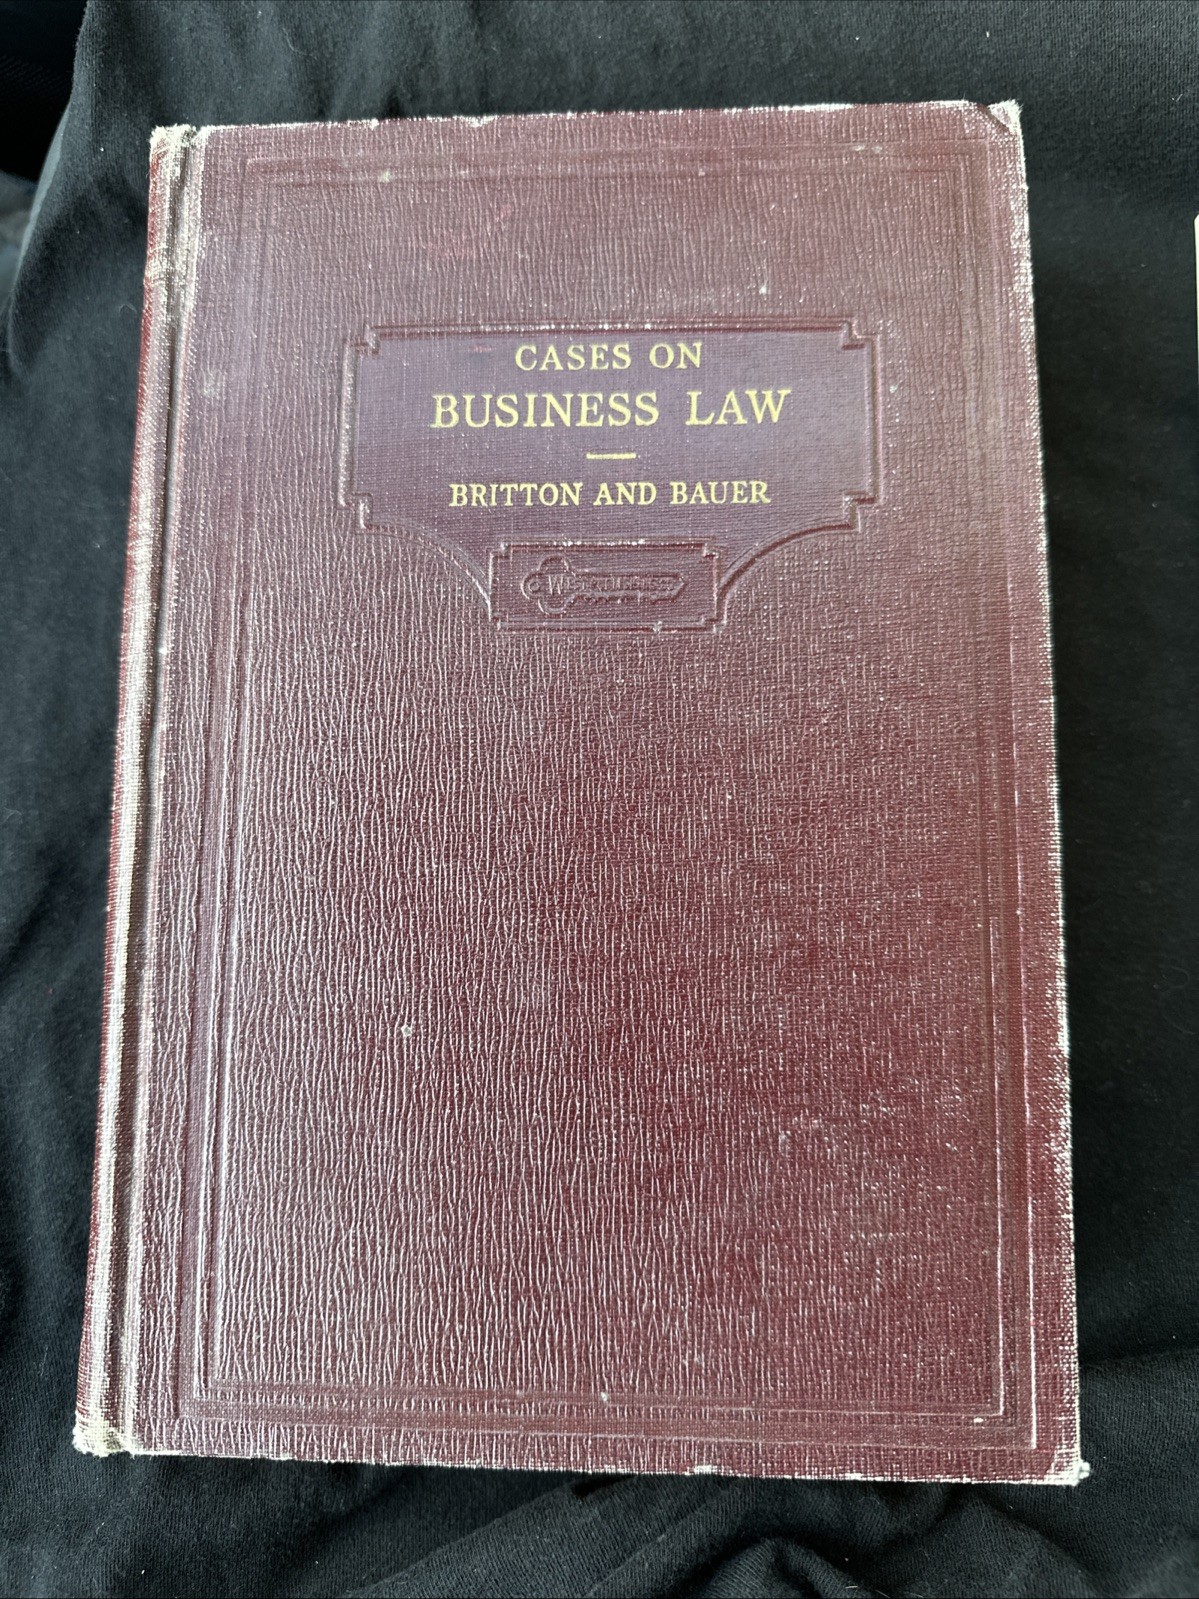 CASES ON
BUSINESS LAW
BRITTON AND BAUER